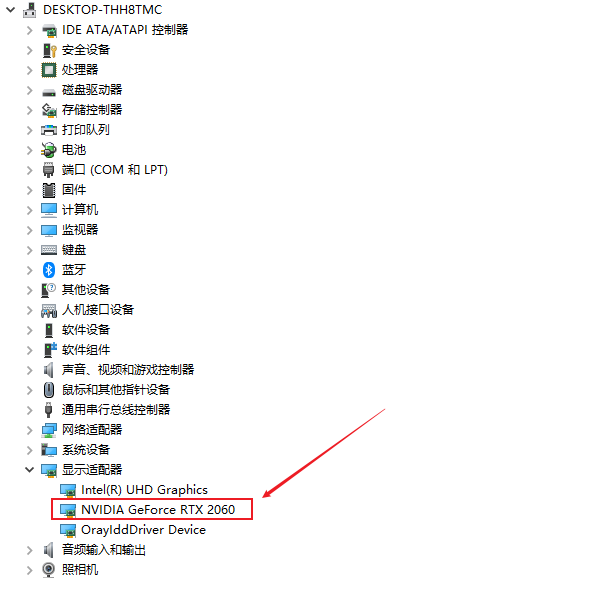 DESKTOP-THH8TMC
IDE ATA/ATAPI 控制器
安全设备
处理器
磁盘驱动器
存储控制器
打印队列
电池
端口 (COM 和 LPT)
固件
计算机
监视器
键盘
蓝牙
其他设备
人机接口设备
软件设备
软件组件
声音、视频和游戏控制器
鼠标和其他指针设备
通用串行总线控制器
网络适配器
系统设备
显示适配器
Intel(R) UHD Graphics
NVIDIA GeForce RTX 2060
OrayIddDriver Device
音频输入和输出
照相机